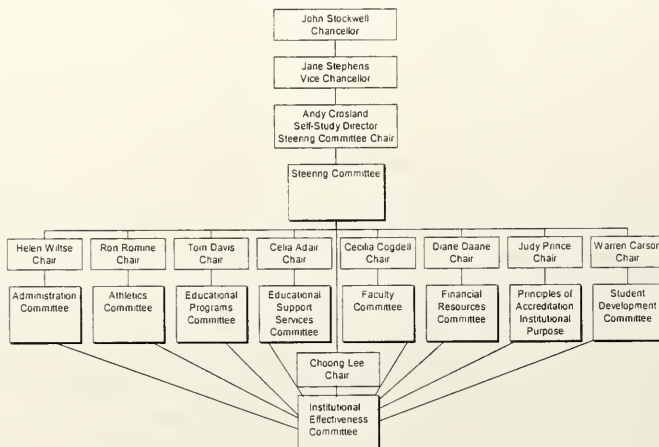 John Stockwell
Chancellor
Jane Stephens
Vice Chancellor
Andy Crosland
Self-Study Director
Steering Committee Chair
Steering Committee
Helen Wiltse
Chair
Ron Romine
Chair
Tom Davis
Chair
Celia Adair
Chair
Cecilia Cogdell
Chair
Diane Daane
Chair
Judy Prince
Chair
Warren Carson
Chair
Administration
Committee
Athletics
Committee
Educational
Programs
Committee
Educational
Support
Services
Committee
Faculty
Committee
Financial
Resources
Committee
Principles of
Accreditation
Institutional
Purpose
Student
Development
Committee
Choong Lee
Chair
Institutional
Effectiveness
Committee